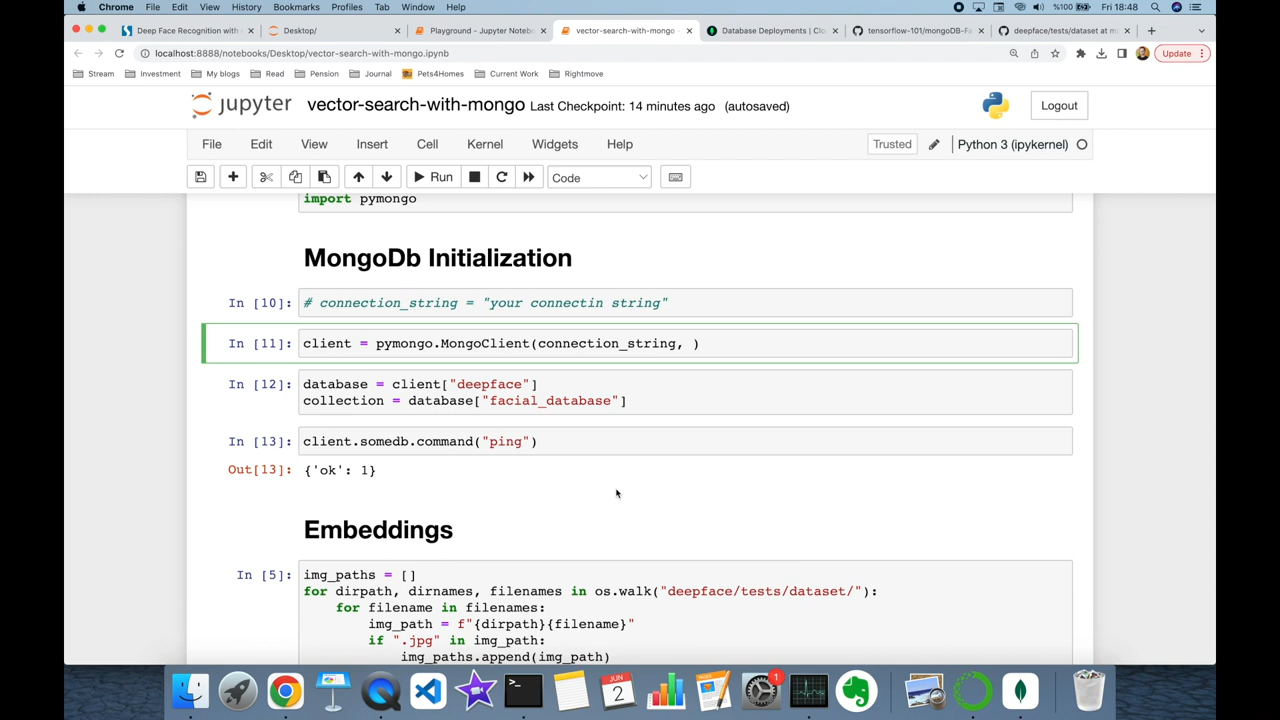 Chrome File Edit View History Bookmarks Profiles Tab Window Help %100 Fri 18:48
Deep Face Recognition with × Desktop/ × Playground - Jupyter Notebook × vector-search-with-mongo × Database Deployments | Clo × tensorflow-101/mongoDB-Fa × deepface/tests/dataset at m × +
localhost:8888/notebooks/Desktop/vector-search-with-mongo.ipynb Update
Stream Investment My blogs Read Pension Journal Pets4Homes Current Work Rightmove
jupyter vector-search-with-mongo Last Checkpoint: 14 minutes ago (autosaved) Logout
File Edit View Insert Cell Kernel Widgets Help Trusted Python 3 (ipykernel)
Run Code
import pymongo
MongoDb Initialization
In [10]: # connection_string = "your connectin string"
In [11]: client = pymongo.MongoClient(connection_string, )
In [12]: database = client["deepface"]
collection = database["facial_database"]
In [13]: client.somedb.command("ping")
Out[13]: {'ok': 1}
Embeddings
In [5]: img_paths = []
for dirpath, dirnames, filenames in os.walk("deepface/tests/dataset/"):
for filename in filenames:
img_path = f"{dirpath}{filename}"
if ".jpg" in img_path:
img_paths.append(img_path)
JUN
2
1